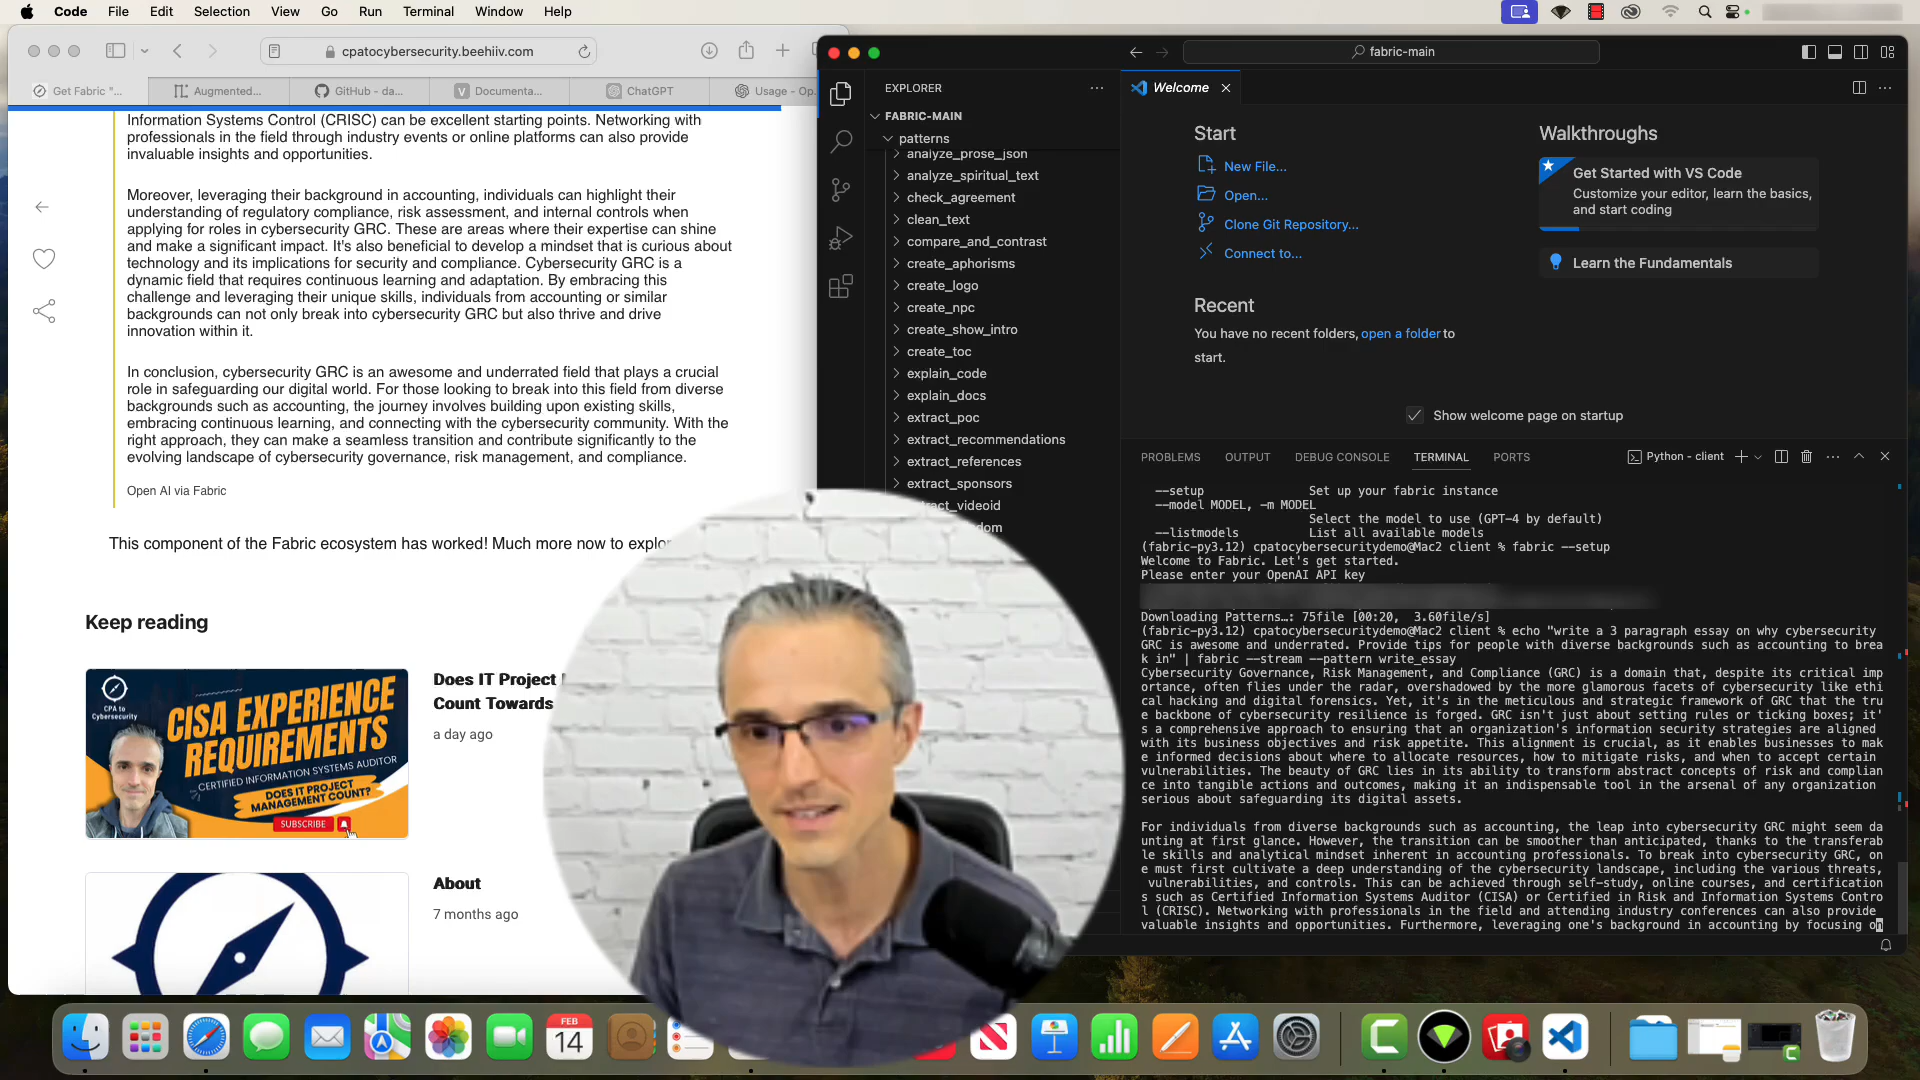 Code File Edit Selection View Go Run Terminal Window Help
cpatocybersecurity.beehiiv.com
Get Fabric "...
Augmented...
GitHub - da...
Documenta...
ChatGPT
Usage - Op...
Information Systems Control (CRISC) can be excellent starting points. Networking with
professionals in the field through industry events or online platforms can also provide
invaluable insights and opportunities.
Moreover, leveraging their background in accounting, individuals can highlight their
understanding of regulatory compliance, risk assessment, and internal controls when
applying for roles in cybersecurity GRC. These are areas where their expertise can shine
and make a significant impact. It's also beneficial to develop a mindset that is curious about
technology and its implications for security and compliance. Cybersecurity GRC is a
dynamic field that requires continuous learning and adaptation. By embracing this
challenge and leveraging their unique skills, individuals from accounting or similar
backgrounds can not only break into cybersecurity GRC but also thrive and drive
innovation within it.
In conclusion, cybersecurity GRC is an awesome and underrated field that plays a crucial
role in safeguarding our digital world. For those looking to break into this field from diverse
backgrounds such as accounting, the journey involves building upon existing skills,
embracing continuous learning, and connecting with the cybersecurity community. With the
right approach, they can make a seamless transition and contribute significantly to the
evolving landscape of cybersecurity governance, risk management, and compliance.
Open AI via Fabric
This component of the Fabric ecosystem has worked! Much more now to explor
Keep reading
CPA to
Cybersecurity
CISA EXPERIENCE
REQUIREMENTS
CERTIFIED INFORMATION SYSTEMS AUDITOR
DOES IT PROJECT
MANAGEMENT COUNT?
SUBSCRIBE
Does IT Project
Count Towards
a day ago
About
7 months ago
fabric-main
EXPLORER
FABRIC-MAIN
patterns
analyze_prose_json
analyze_spiritual_text
check_agreement
clean_text
compare_and_contrast
create_aphorisms
create_logo
create_npc
create_show_intro
create_toc
explain_code
explain_docs
extract_poc
extract_recommendations
extract_references
extract_sponsors
ract_videoid
dom
Welcome
Start
New File...
Open...
Clone Git Repository...
Connect to...
Recent
You have no recent folders, open a folder to
start.
Walkthroughs
Get Started with VS Code
Customize your editor, learn the basics,
and start coding
Learn the Fundamentals
Show welcome page on startup
PROBLEMS OUTPUT DEBUG CONSOLE TERMINAL PORTS
Python - client
--setup Set up your fabric instance
--model MODEL, -m MODEL
Select the model to use (GPT-4 by default)
--listmodels List all available models
(fabric-py3.12) cpatocybersecuritydemo@Mac2 client % fabric --setup
Welcome to Fabric. Let's get started.
Please enter your OpenAI API key
Downloading Patterns…: 75file [00:20, 3.60file/s]
(fabric-py3.12) cpatocybersecuritydemo@Mac2 client % echo "write a 3 paragraph essay on why cybersecurity
GRC is awesome and underrated. Provide tips for people with diverse backgrounds such as accounting to brea
k in" | fabric --stream --pattern write_essay
Cybersecurity Governance, Risk Management, and Compliance (GRC) is a domain that, despite its critical imp
ortance, often flies under the radar, overshadowed by the more glamorous facets of cybersecurity like ethi
cal hacking and digital forensics. Yet, it's in the meticulous and strategic framework of GRC that the tru
e backbone of cybersecurity resilience is forged. GRC isn't just about setting rules or ticking boxes; it'
s a comprehensive approach to ensuring that an organization's information security strategies are aligned
with its business objectives and risk appetite. This alignment is crucial, as it enables businesses to mak
e informed decisions about where to allocate resources, how to mitigate risks, and when to accept certain
vulnerabilities. The beauty of GRC lies in its ability to transform abstract concepts of risk and complian
ce into tangible actions and outcomes, making it an indispensable tool in the arsenal of any organization
serious about safeguarding its digital assets.
For individuals from diverse backgrounds such as accounting, the leap into cybersecurity GRC might seem da
unting at first glance. However, the transition can be smoother than anticipated, thanks to the transferab
le skills and analytical mindset inherent in accounting professionals. To break into cybersecurity GRC, on
e must first cultivate a deep understanding of the cybersecurity landscape, including the various threats,
vulnerabilities, and controls. This can be achieved through self-study, online courses, and certification
s such as Certified Information Systems Auditor (CISA) or Certified in Risk and Information Systems Contro
l (CRISC). Networking with professionals in the field and attending industry conferences can also provide
valuable insights and opportunities. Furthermore, leveraging one's background in accounting by focusing on
FEB
14